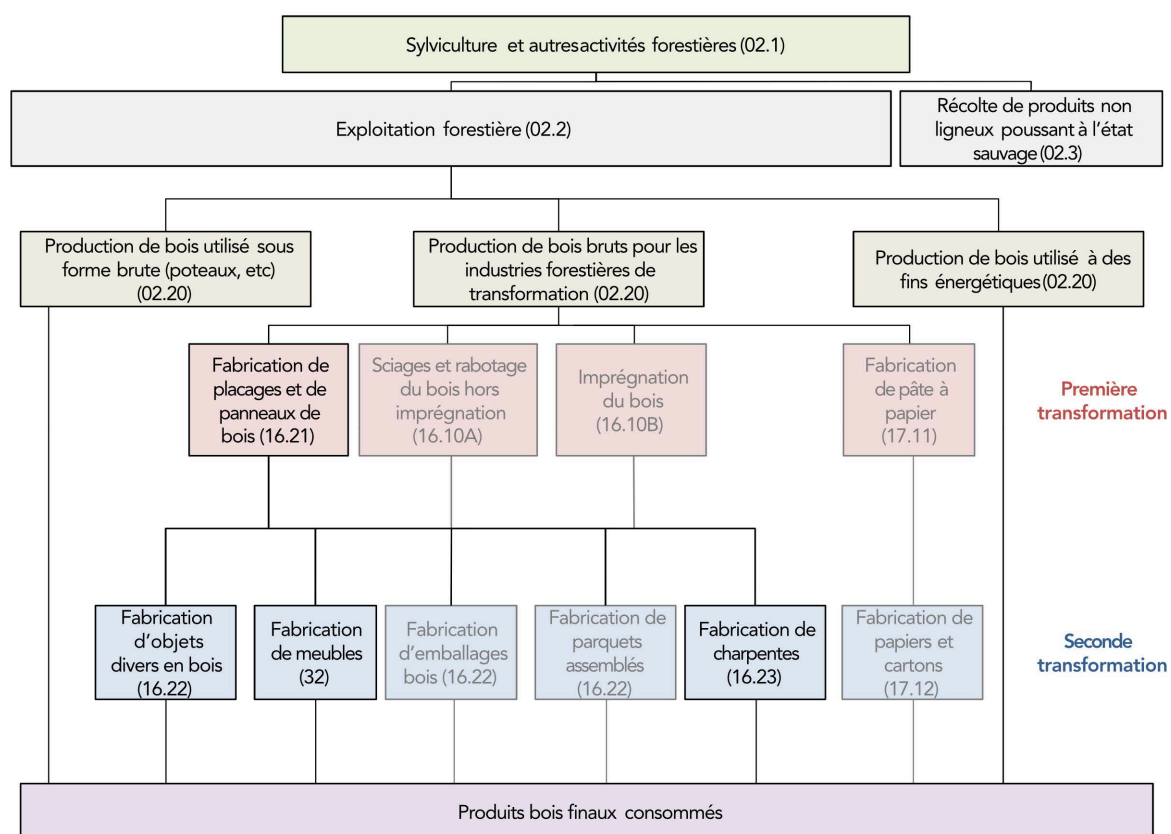 Sylviculture et autresactivités forestières (02.1)
Exploitation forestière (02.2)
Récolte de produits non
ligneux poussant à l'état
sauvage (02.3)
Production de bois utilisé sous
forme brute (poteaux, etc)
(02.20)
Production de bois bruts pour les
industries forestières de
transformation (02.20)
Production de bois utilisé à des
fins énergétiques(02.20)
Fabrication de
placages et de
panneaux de
bois (16.21)
Sciages et rabotage
du bois hors
imprégnation
(16.10A)
Imprégnation
du bois
(16.10B)
Fabrication
de pâte à
papier
(17.11)
Première
transformation
Fabrication
d'objets
divers en bois
(16.22)
Fabrication
de meubles
(32)
Fabrication
d'emballages
bois (16.22)
Fabrication de
parquets
assemblés
(16.22)
Fabrication de
charpentes
(16.23)
Fabrication de
papiers et
cartons
(17.12)
Seconde
transformation
Produits bois finaux consommés